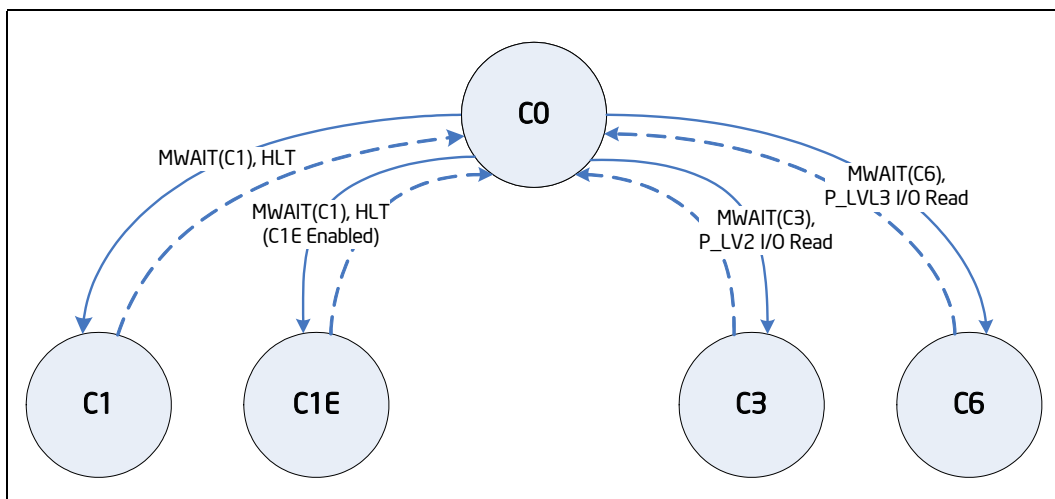 C0
MWAIT(C1), HLT
MWAIT(C1), HLT
(C1E Enabled)
MWAIT(C3),
P_LV2 I/O Read
MWAIT(C6),
P_LVL3 I/O Read
C1
C1E
C3
C6